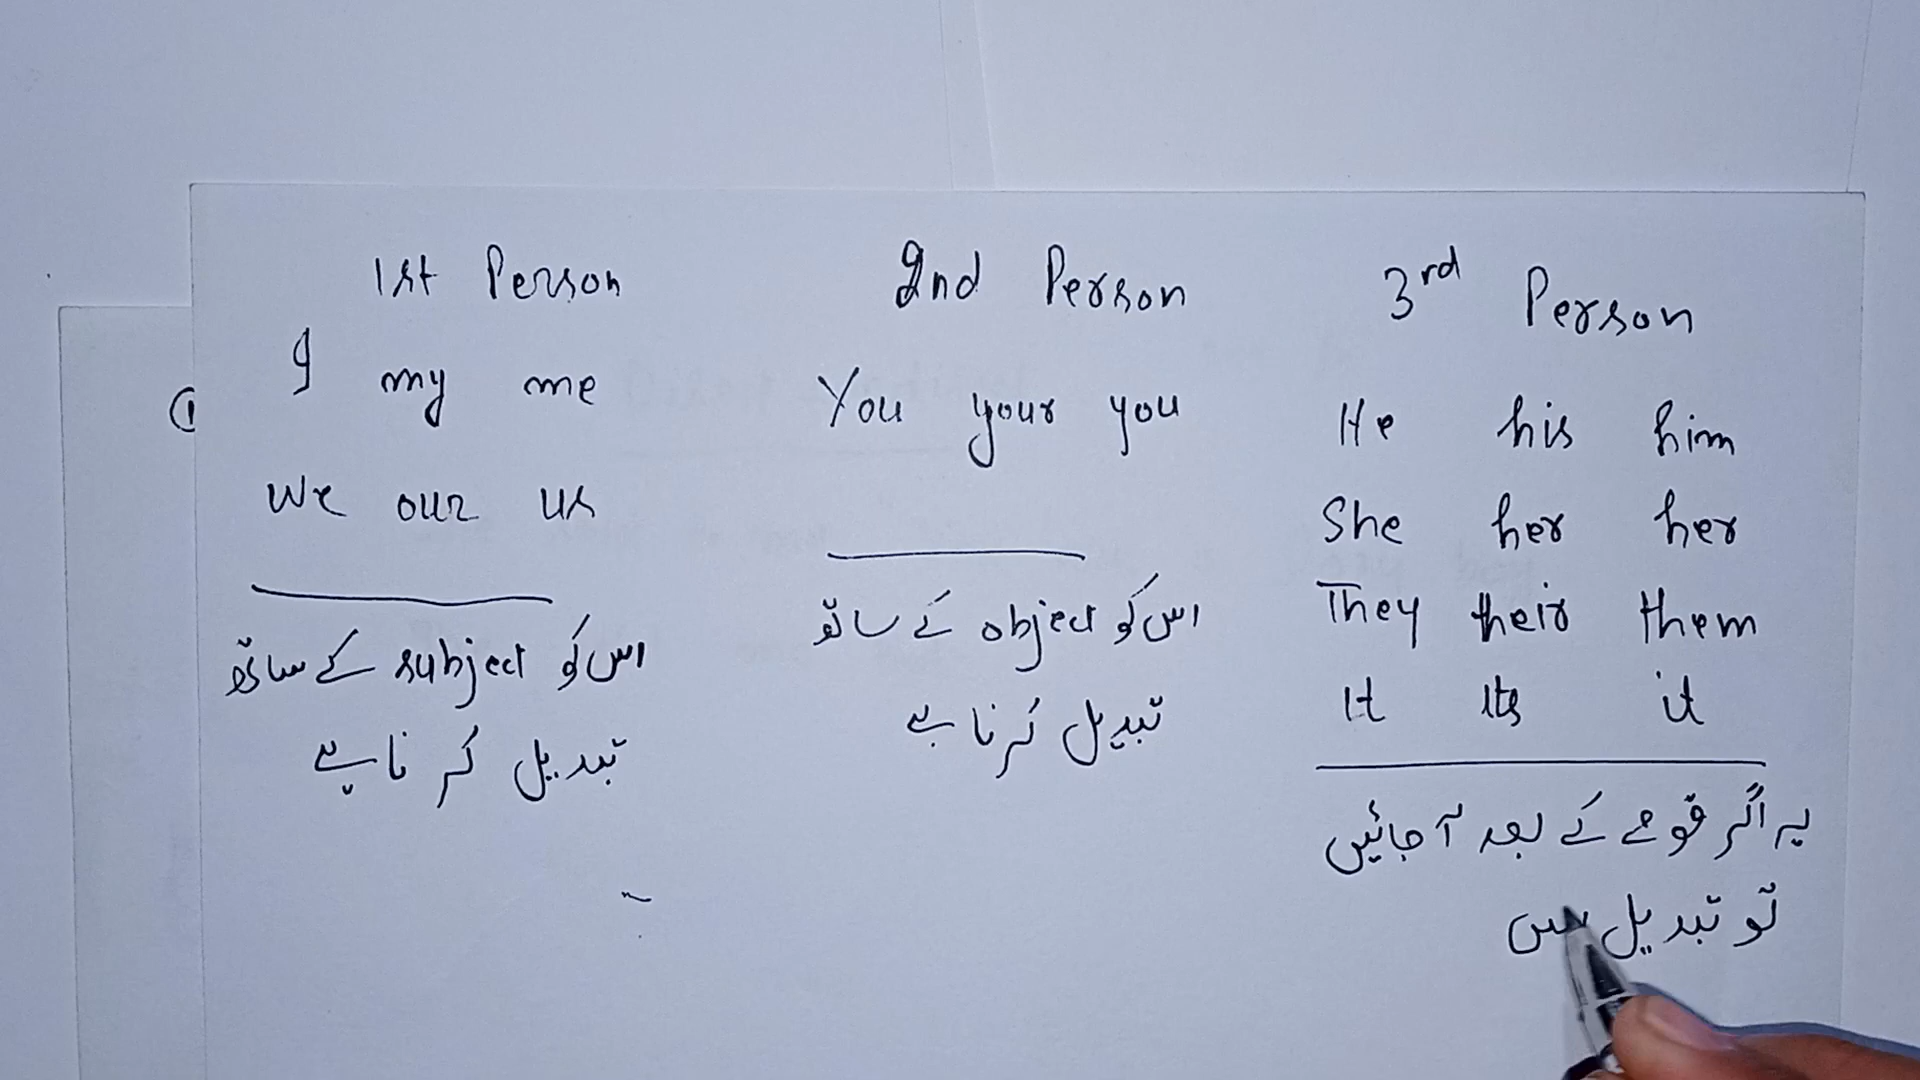 ①
1st Person
I my me
We our us
اس کو subject کے ساتھ
تبدیل کرنا ہے
2nd Person
You your you
اس کو object کے ساتھ
تبدیل کرنا ہے
3rd Person
He his him
She her her
They their them
It Its it
یہ اگر قومے کے بعد آ جائیں
تو تبدیل